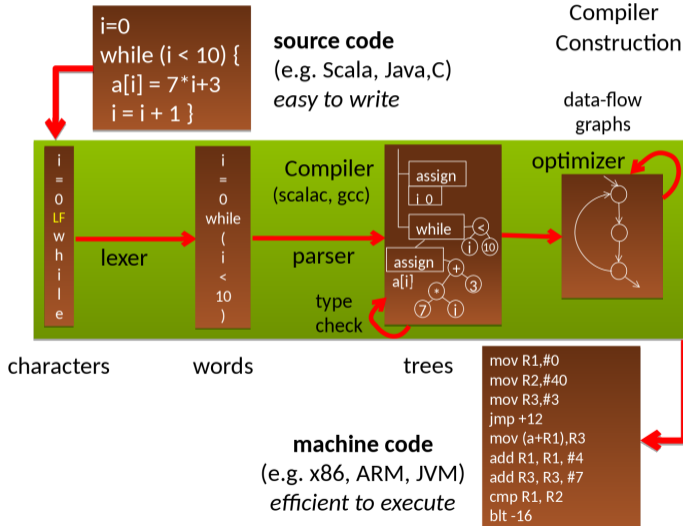 i=0
while (i < 10) {
a[i] = 7*i+3
i = i + 1 }
source code
(e.g. Scala, Java,C)
easy to write
Compiler
Construction
data-flow
graphs
i
=
0
LF
w
h
i
l
e
lexer
i
=
0
while
(
i
<
10
)
Compiler
(scalac, gcc)
parser
type
check
assign
i 0
while
<
i
10
assign
a[i]
+
*
3
7
i
optimizer
characters
words
trees
machine code
(e.g. x86, ARM, JVM)
efficient to execute
mov R1,#0
mov R2,#40
mov R3,#3
jmp +12
mov (a+R1),R3
add R1, R1, #4
add R3, R3, #7
cmp R1, R2
blt -16